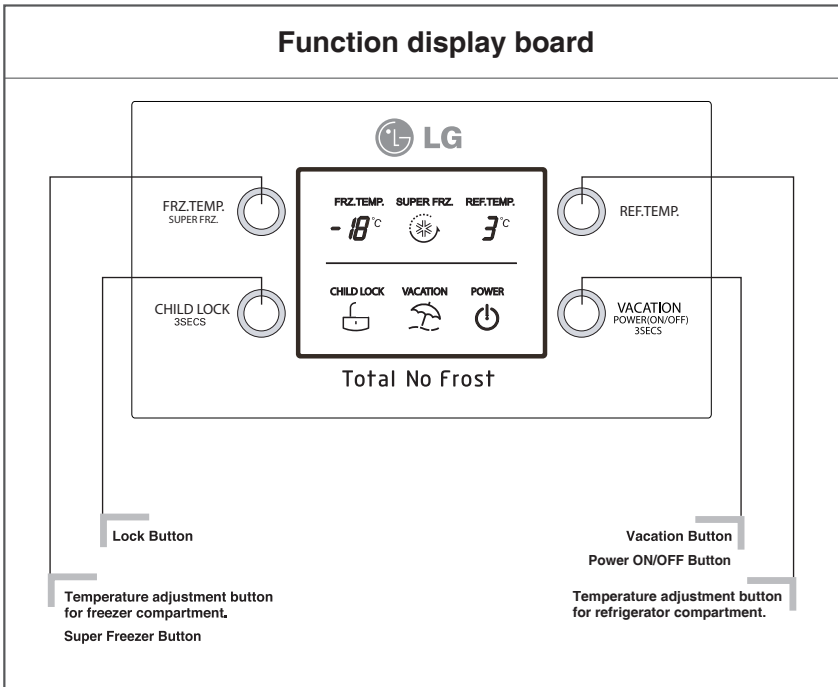 Function display board
LG
FRZ.TEMP.
SUPER FRZ.
FRZ.TEMP. SUPER FRZ. REF.TEMP.
-18°C 3°C
REF.TEMP.
CHILD LOCK
3SECS
CHILD LOCK VACATION POWER
VACATION
POWER(ON/OFF)
3SECS
Total No Frost
Lock Button
Vacation Button
Power ON/OFF Button
Temperature adjustment button
for freezer compartment.
Super Freezer Button
Temperature adjustment button
for refrigerator compartment.